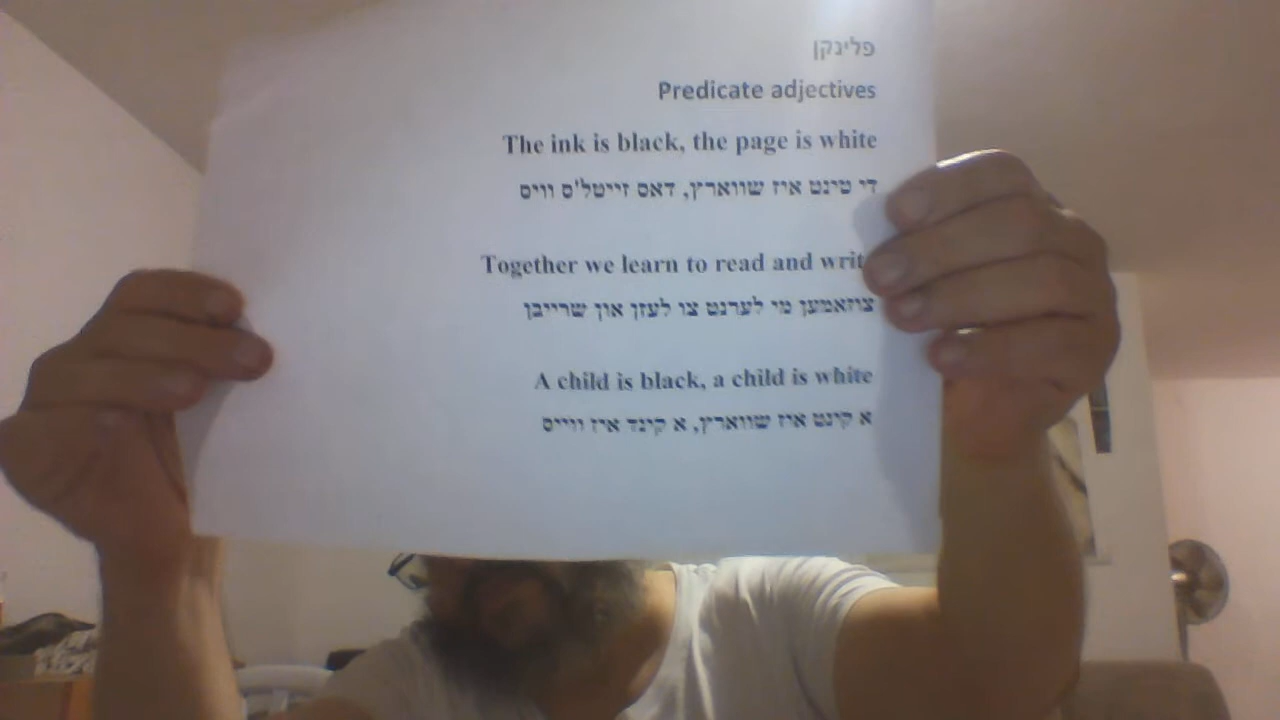 פלינקן
Predicate adjectives
The ink is black, the page is white
די טינט איז שווארץ, דאס זייטל'ס ווייס
Together we learn to read and writ
צוזאמען מי לערנט צו לעזן און שרייבן
A child is black, a child is white
א קינט איז שווארץ, א קינד איז ווייס